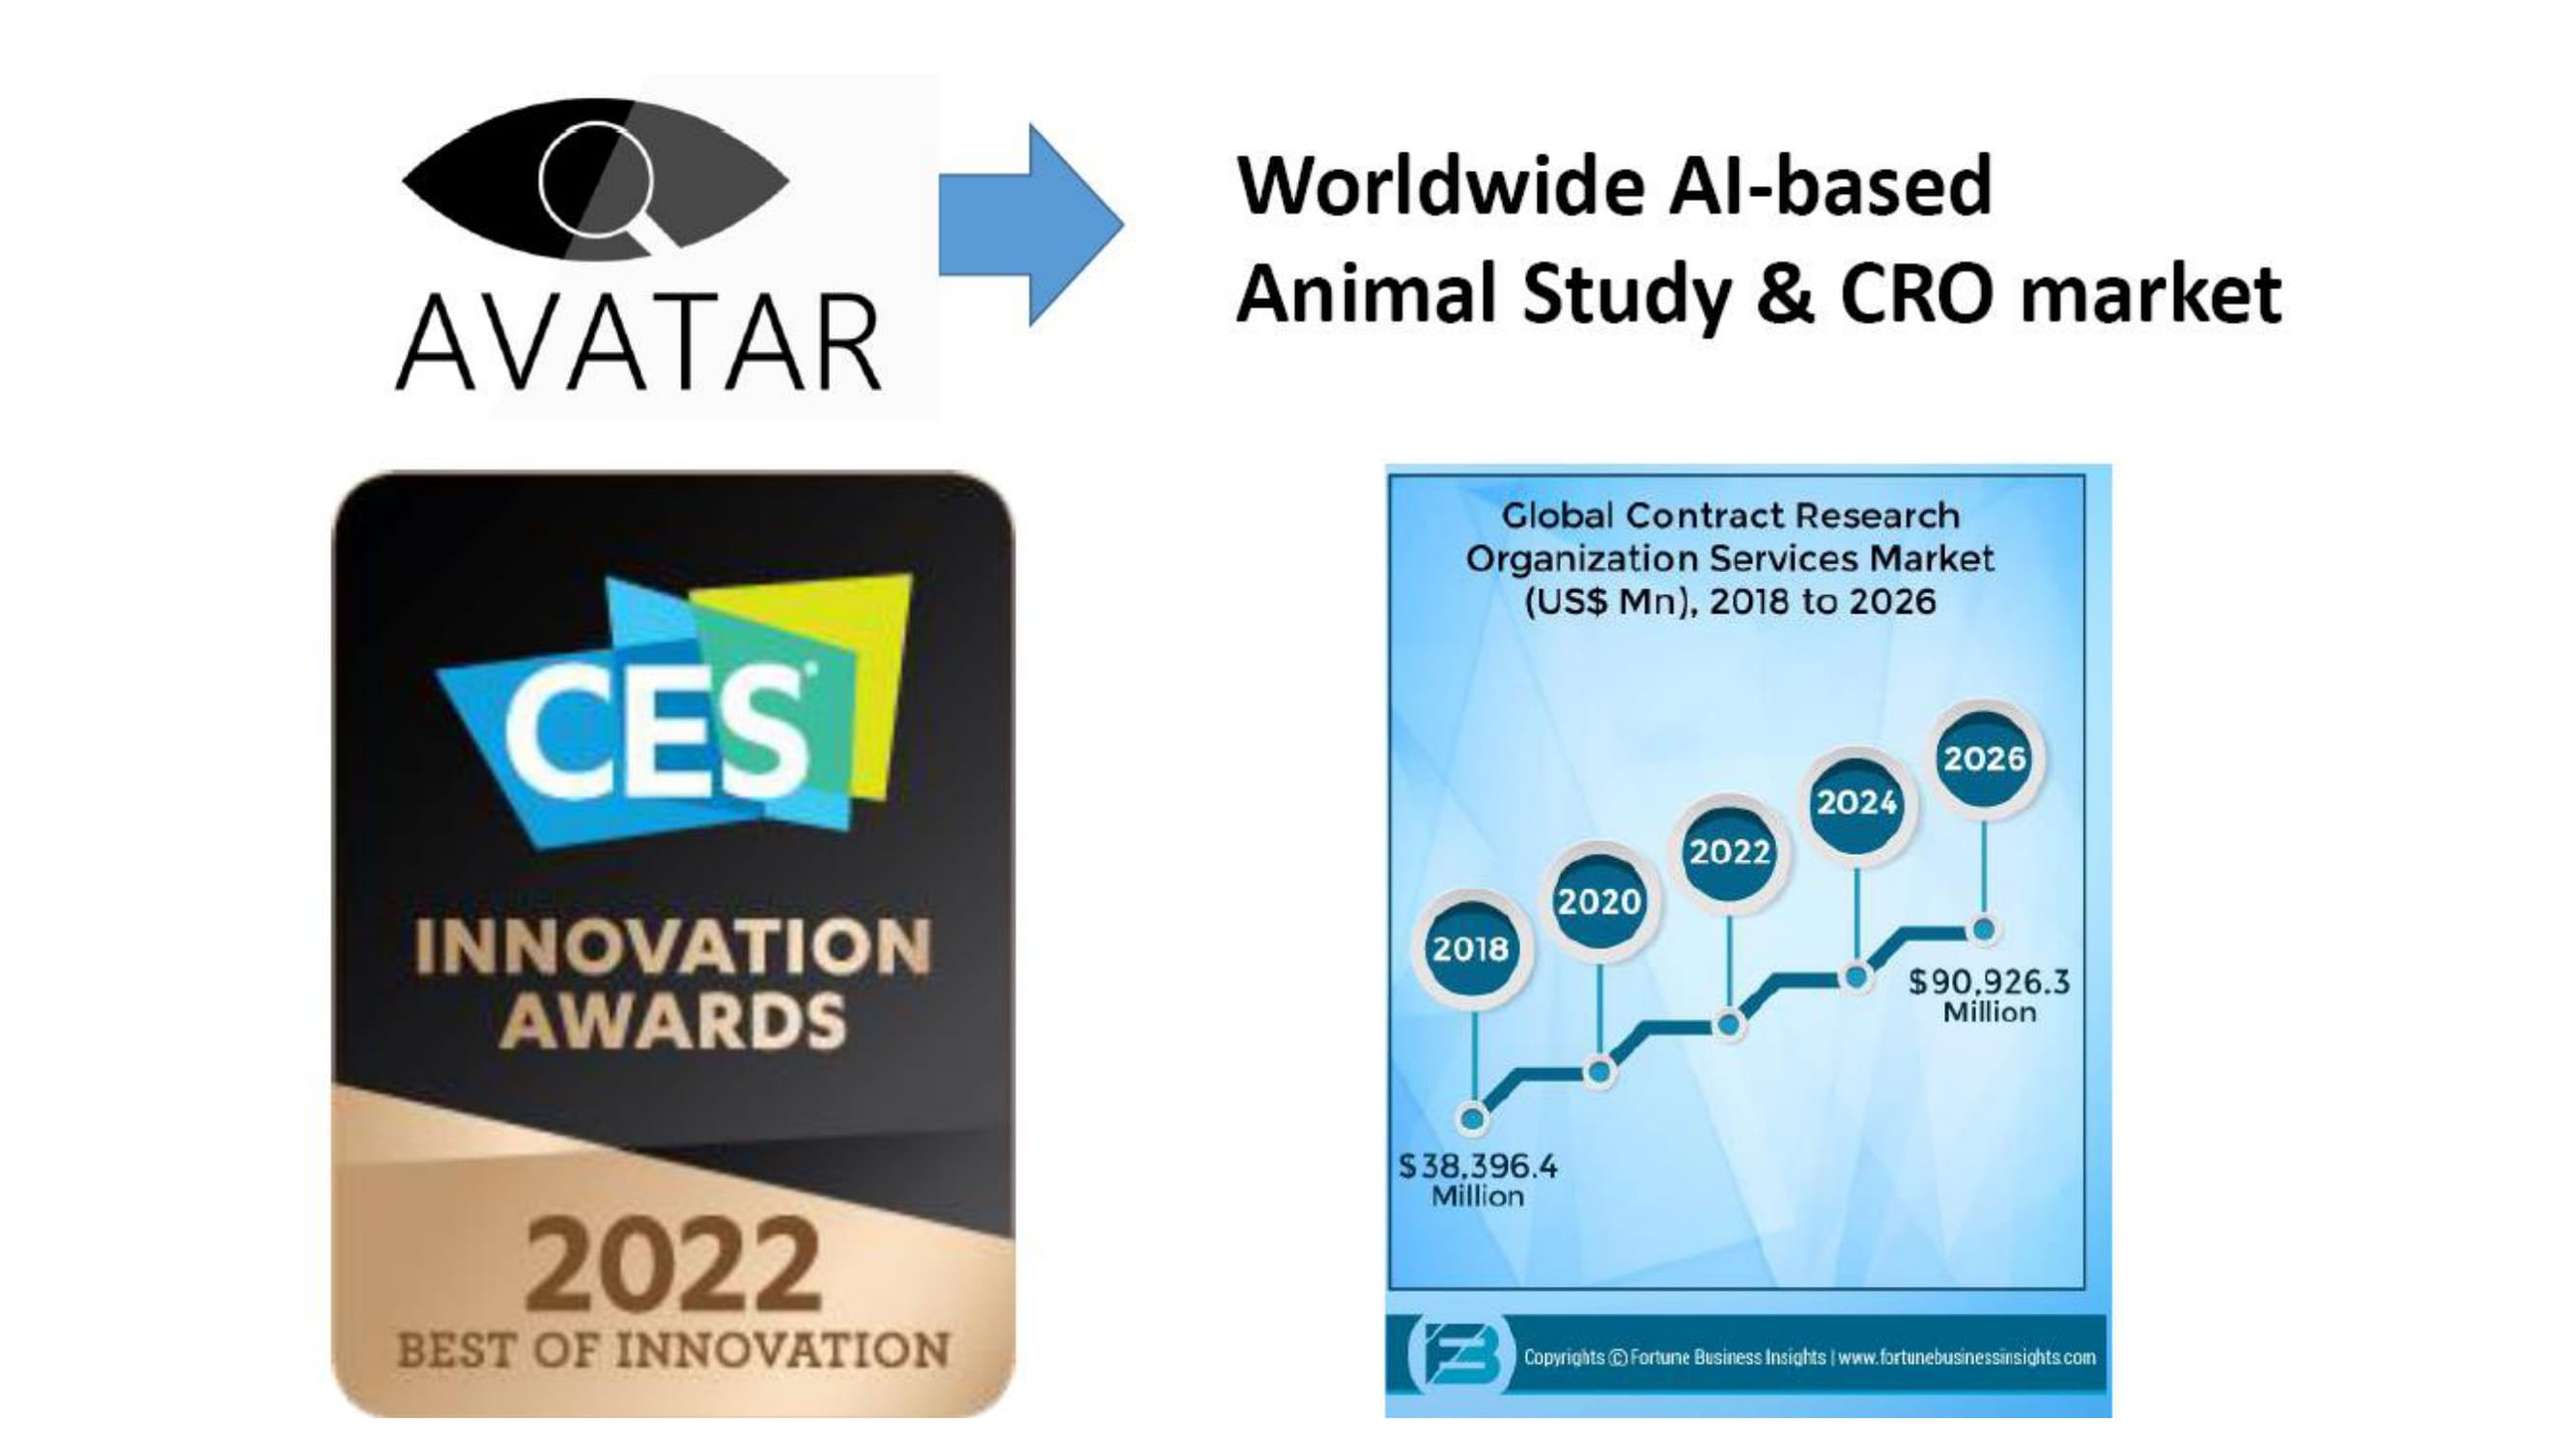 AVATAR
Worldwide AI-based
Animal Study & CRO market
CES
INNOVATION
AWARDS
2022
BEST OF INNOVATION
Global Contract Research
Organization Services Market
(US$ Mn), 2018 to 2026
2018
2020
2022
2024
2026
$38,396.4
Million
$90,926.3
Million
Copyrights © Fortune Business Insights | www.fortunebusinessinsights.com